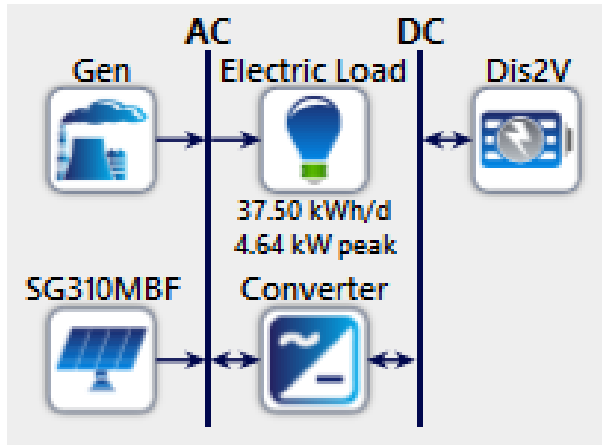 AC
DC
Gen
Electric Load
Dis2V
37.50 kWh/d
4.64 kW peak
SG310MBF
Converter